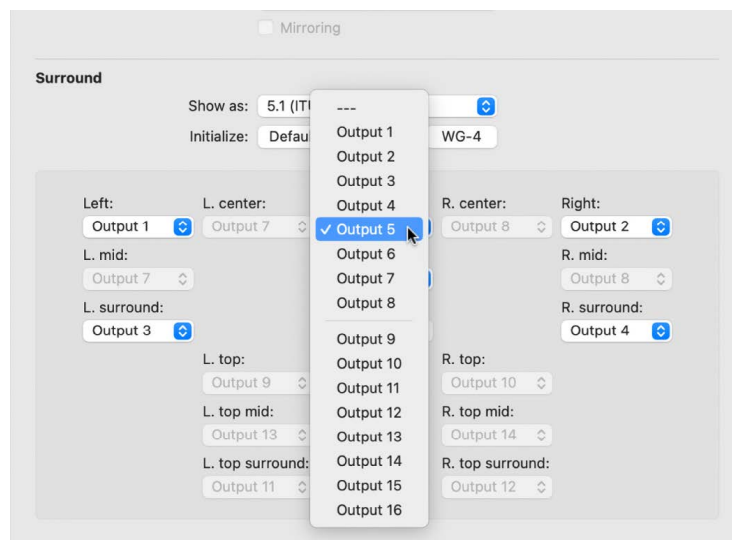 Mirroring
Surround
Show as: 5.1 (ITU
Initialize: Defaul WG-4
---
Output 1
Output 2
Output 3
Output 4
✓ Output 5
Output 6
Output 7
Output 8
Output 9
Output 10
Output 11
Output 12
Output 13
Output 14
Output 15
Output 16
Left: L. center: R. center: Right:
Output 1 Output 7 Output 8 Output 2
L. mid: R. mid:
Output 7 Output 8
L. surround: R. surround:
Output 3 Output 4
L. top: R. top:
Output 9 Output 10
L. top mid: R. top mid:
Output 13 Output 14
L. top surround: R. top surround:
Output 11 Output 12